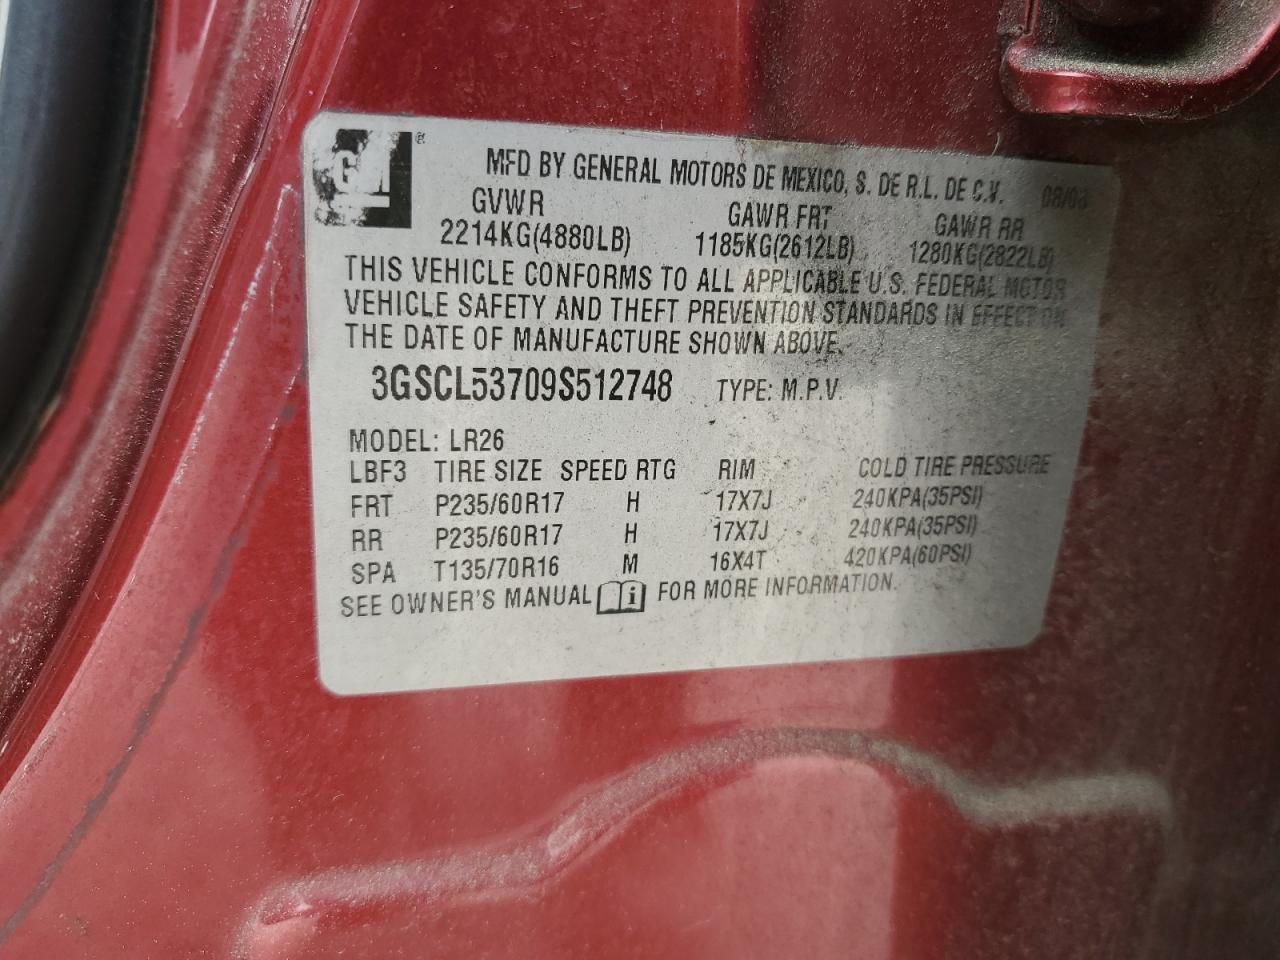 GM ®
MFD BY GENERAL MOTORS DE MEXICO, S. DE R.L. DE C.V.
GVWR GAWR FRT GAWR RR
2214KG(4880LB) 1185KG(2612LB) 1280KG(2822LB)
THIS VEHICLE CONFORMS TO ALL APPLICABLE U.S. FEDERAL MOTOR
VEHICLE SAFETY AND THEFT PREVENTION STANDARDS IN EFFECT ON
THE DATE OF MANUFACTURE SHOWN ABOVE.
3GSCL53709S512748 TYPE: M.P.V.
MODEL: LR26
LBF3 TIRE SIZE SPEED RTG RIM COLD TIRE PRESSURE
FRT P235/60R17 H 17X7J 240KPA(35PSI)
RR P235/60R17 H 17X7J 240KPA(35PSI)
SPA T135/70R16 M 16X4T 420KPA(60PSI)
SEE OWNER'S MANUAL i FOR MORE INFORMATION.